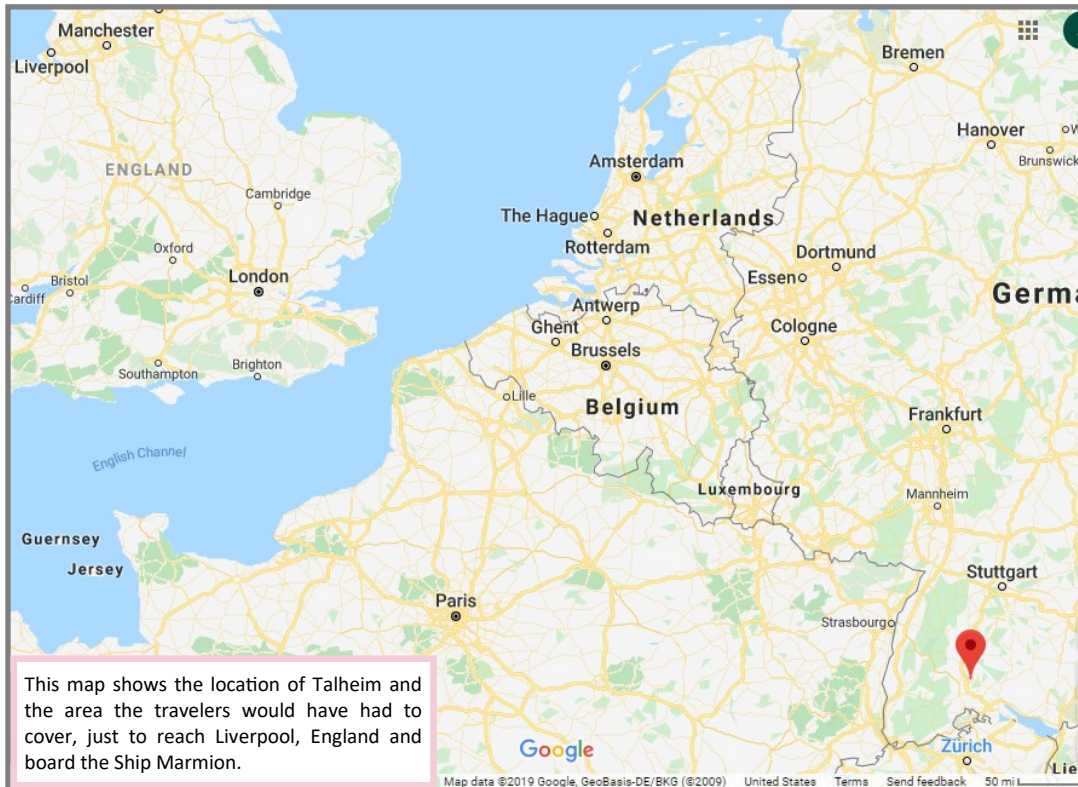 Manchester
Liverpool
Bremen
Hanover
Brunswick
Amsterdam
ENGLAND
Cambridge
The Hague
Netherlands
Rotterdam
Oxford
Dortmund
London
Essen
Bristol
Cardiff
Germa
Antwerp
Ghent
Cologne
Brussels
Southampton
Brighton
Lille
Belgium
Frankfurt
English Channel
Luxembourg
Mannheim
Guernsey
Jersey
Stuttgart
Paris
Strasbourg
This map shows the location of Talheim and
the area the travelers would have had to
cover, just to reach Liverpool, England and
board the Ship Marmion.
Google
Zürich
Lie
Map data ©2019 Google, GeoBasis-DE/BKG (©2009) United States Terms Send feedback 50 mi